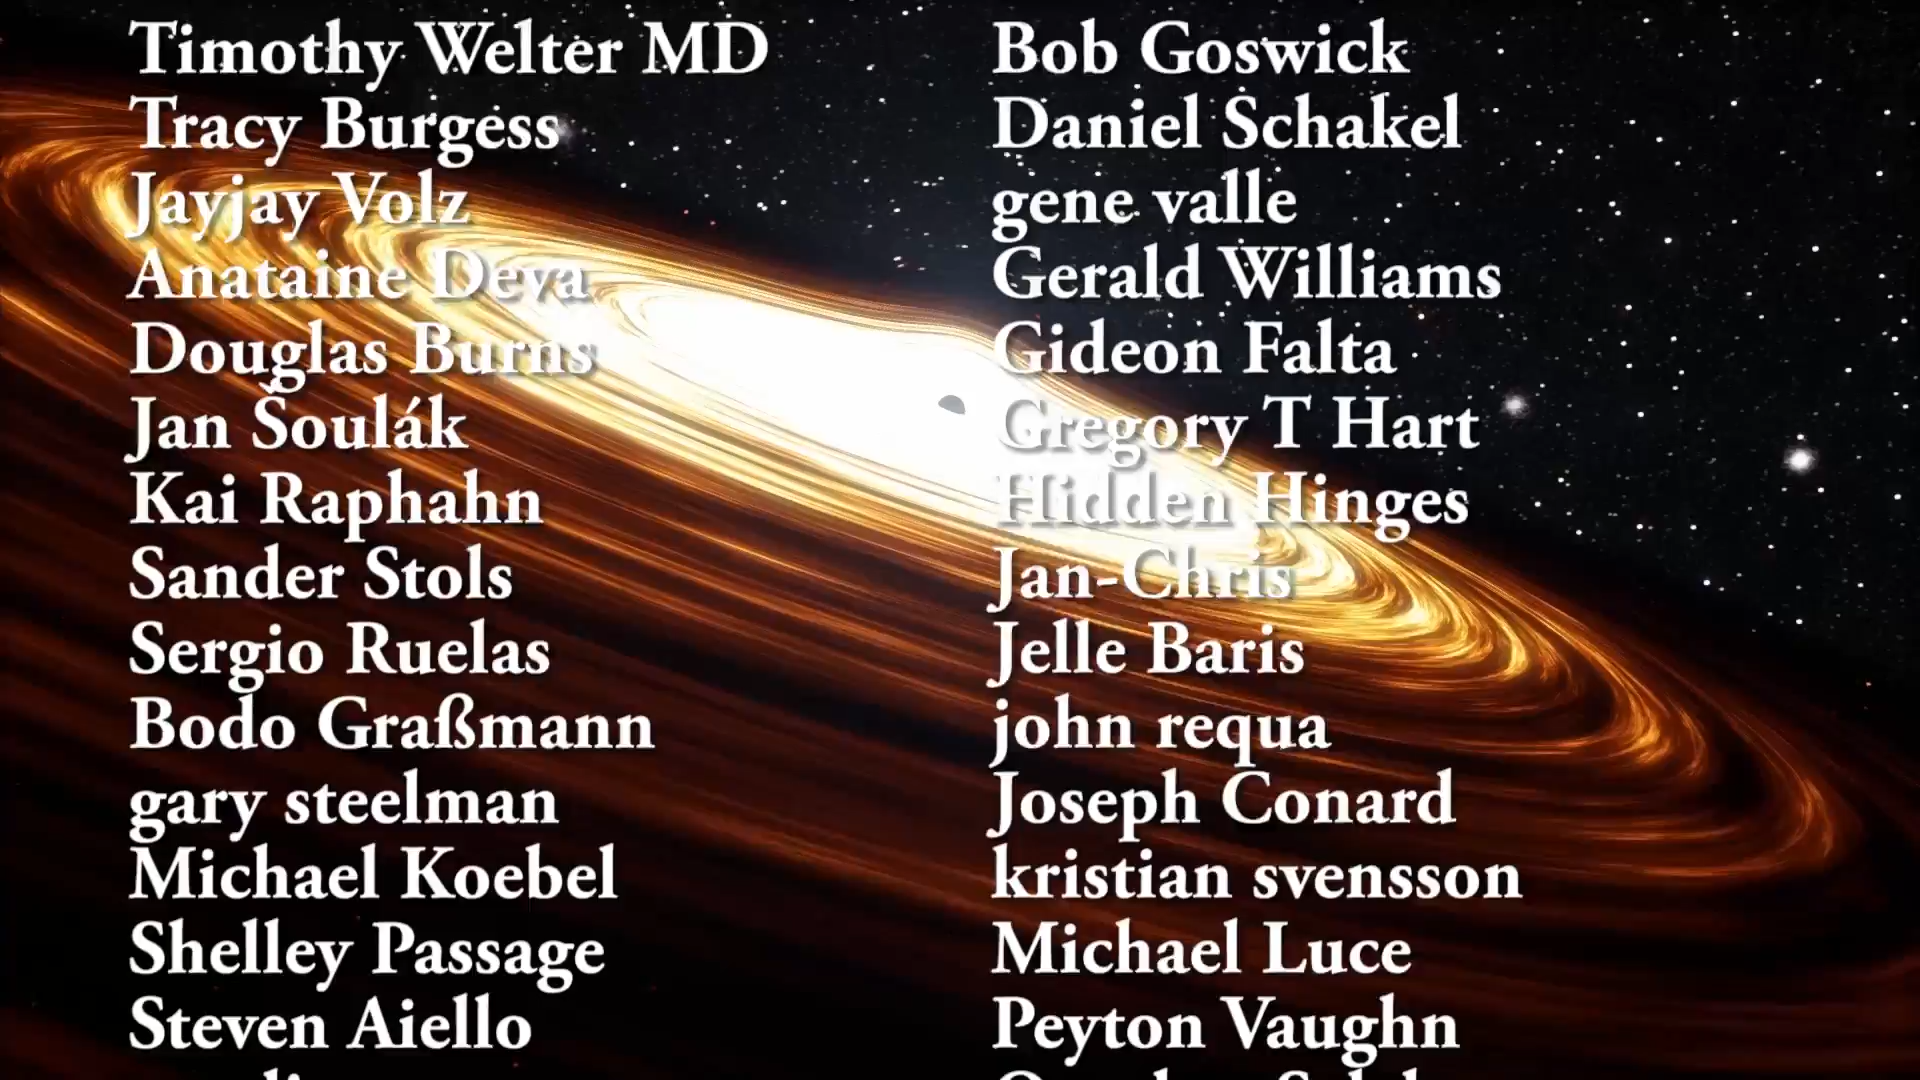 Timothy Welter MD
Tracy Burgess
Jayjay Volz
Anataine Deva
Douglas Burns
Jan Šoulák
Kai Raphahn
Sander Stols
Sergio Ruelas
Bodo Graßmann
gary steelman
Michael Koebel
Shelley Passage
Steven Aiello
Bob Goswick
Daniel Schakel
gene valle
Gerald Williams
Gideon Falta
Gregory T Hart
Hidden Hinges
Jan-Chris
Jelle Baris
john requa
Joseph Conard
kristian svensson
Michael Luce
Peyton Vaughn